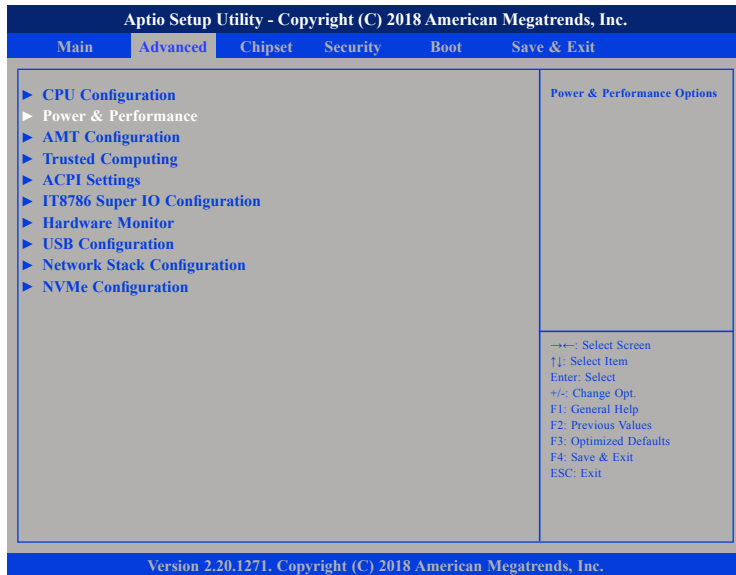 Aptio Setup Utility - Copyright (C) 2018 American Megatrends, Inc.
Main Advanced Chipset Security Boot Save & Exit
► CPU Configuration
► Power & Performance
► AMT Configuration
► Trusted Computing
► ACPI Settings
► IT8786 Super IO Configuration
► Hardware Monitor
► USB Configuration
► Network Stack Configuration
► NVMe Configuration
Power & Performance Options
→←: Select Screen
↑↓: Select Item
Enter: Select
+/-: Change Opt.
F1: General Help
F2: Previous Values
F3: Optimized Defaults
F4: Save & Exit
ESC: Exit
Version 2.20.1271. Copyright (C) 2018 American Megatrends, Inc.